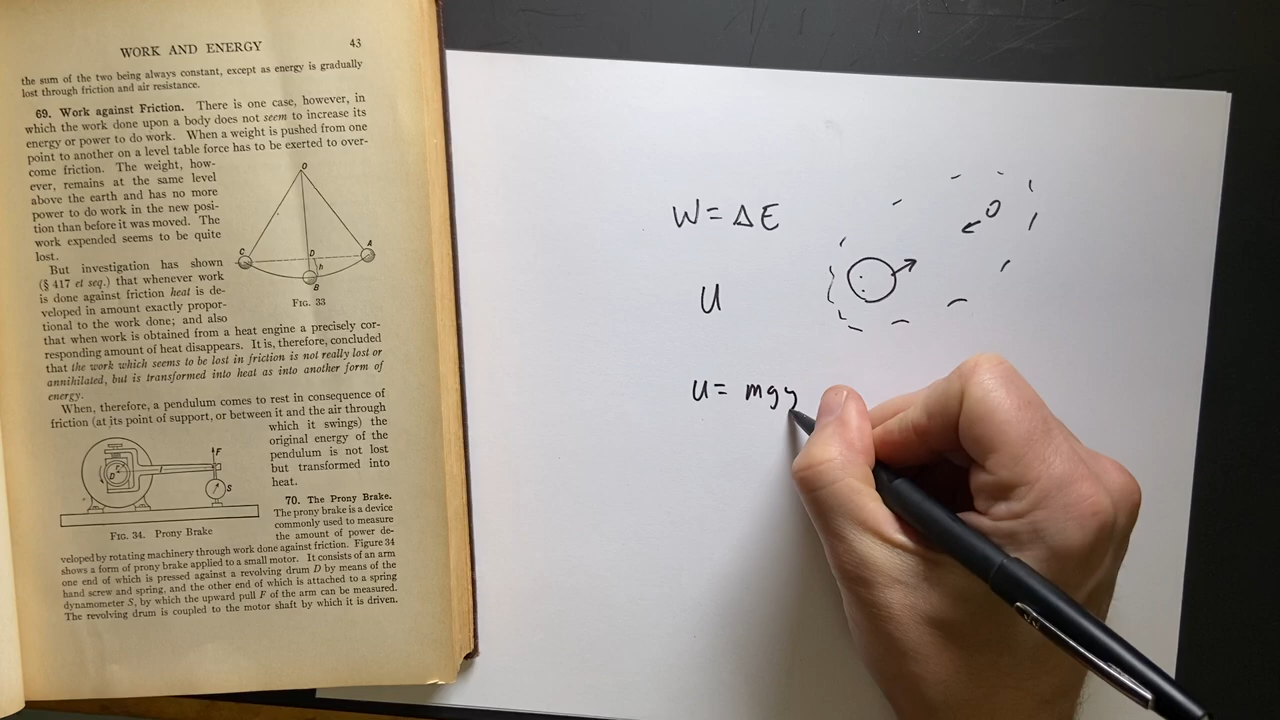 WORK AND ENERGY 43
the sum of the two being always constant, except as energy is gradually
lost through friction and air resistance.
69. Work against Friction. There is one case, however, in
which the work done upon a body does not seem to increase its
energy or power to do work. When a weight is pushed from one
point to another on a level table force has to be exerted to over-
come friction. The weight, how-
ever, remains at the same level
above the earth and has no more
power to do work in the new posi-
tion than before it was moved. The
work expended seems to be quite
lost.
O
C
D
A
h
B
FIG. 33
But investigation has shown
(§ 417 et seq.) that whenever work
is done against friction heat is de-
veloped in amount exactly propor-
tional to the work done; and also
that when work is obtained from a heat engine a precisely cor-
responding amount of heat disappears. It is, therefore, concluded
that the work which seems to be lost in friction is not really lost or
annihilated, but is transformed into heat as into another form of
energy.
When, therefore, a pendulum comes to rest in consequence of
friction (at its point of support, or between it and the air through
which it swings) the
original energy of the
pendulum is not lost
but transformed into
heat.
F
D
S
FIG. 34. Prony Brake
70. The Prony Brake.
The prony brake is a device
commonly used to measure
the amount of power de-
veloped by rotating machinery through work done against friction. Figure 34
shows a form of prony brake applied to a small motor. It consists of an arm
one end of which is pressed against a revolving drum D by means of the
hand screw and spring, and the other end of which is attached to a spring
dynamometer S, by which the upward pull F of the arm can be measured.
The revolving drum is coupled to the motor shaft by which it is driven.
W = ΔE
U
U = mgy